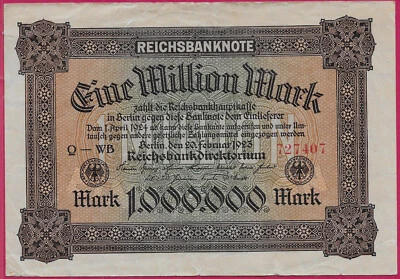 REICHSBANKNOTE
Eine Million Mark
zahlt die Reichsbankhauptkasse
in Berlin gegen diese Banknote dem Einlieferer
Vom 1. April 1924 ab kann diese Banknote aufgerufen und unter Um-
tausch gegen andere gesetzliche Zahlungsmittel eingezogen werden
Berlin, den 20. Februar 1923
Ω – WB 727407
Reichsbankdirektorium
Mark 1.000.000 Mark